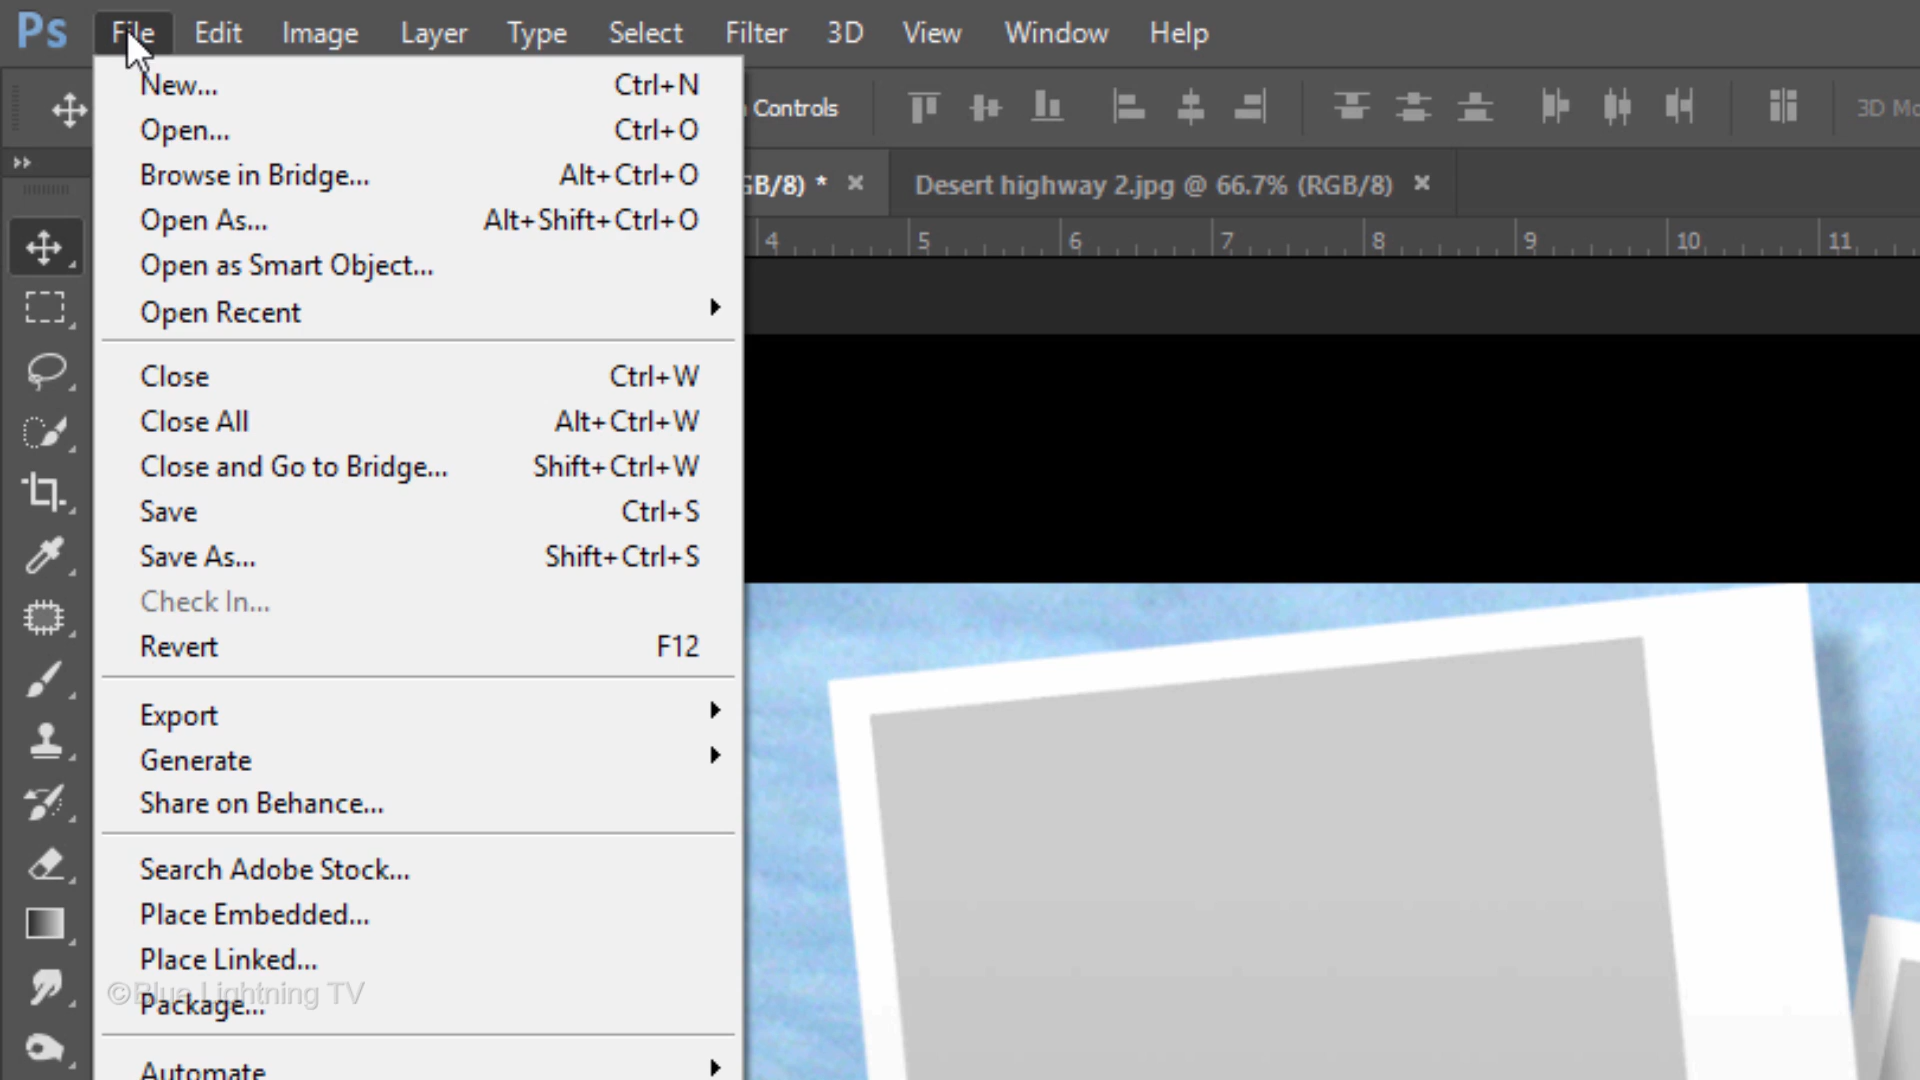 Ps File Edit Image Layer Type Select Filter 3D View Window Help
New... Ctrl+N
Controls
3D Mo
Open... Ctrl+O
Browse in Bridge... Alt+Ctrl+O
GB/8) * × Desert highway 2.jpg @ 66.7% (RGB/8) ×
Open As... Alt+Shift+Ctrl+O
4 5 6 7 8 9 10 11
Open as Smart Object...
Open Recent
Close Ctrl+W
Close All Alt+Ctrl+W
Close and Go to Bridge... Shift+Ctrl+W
Save Ctrl+S
Save As... Shift+Ctrl+S
Check In...
Revert F12
Export
Generate
Share on Behance...
Search Adobe Stock...
Place Embedded...
Place Linked...
©Blue Lightning TV
Package...
Automate